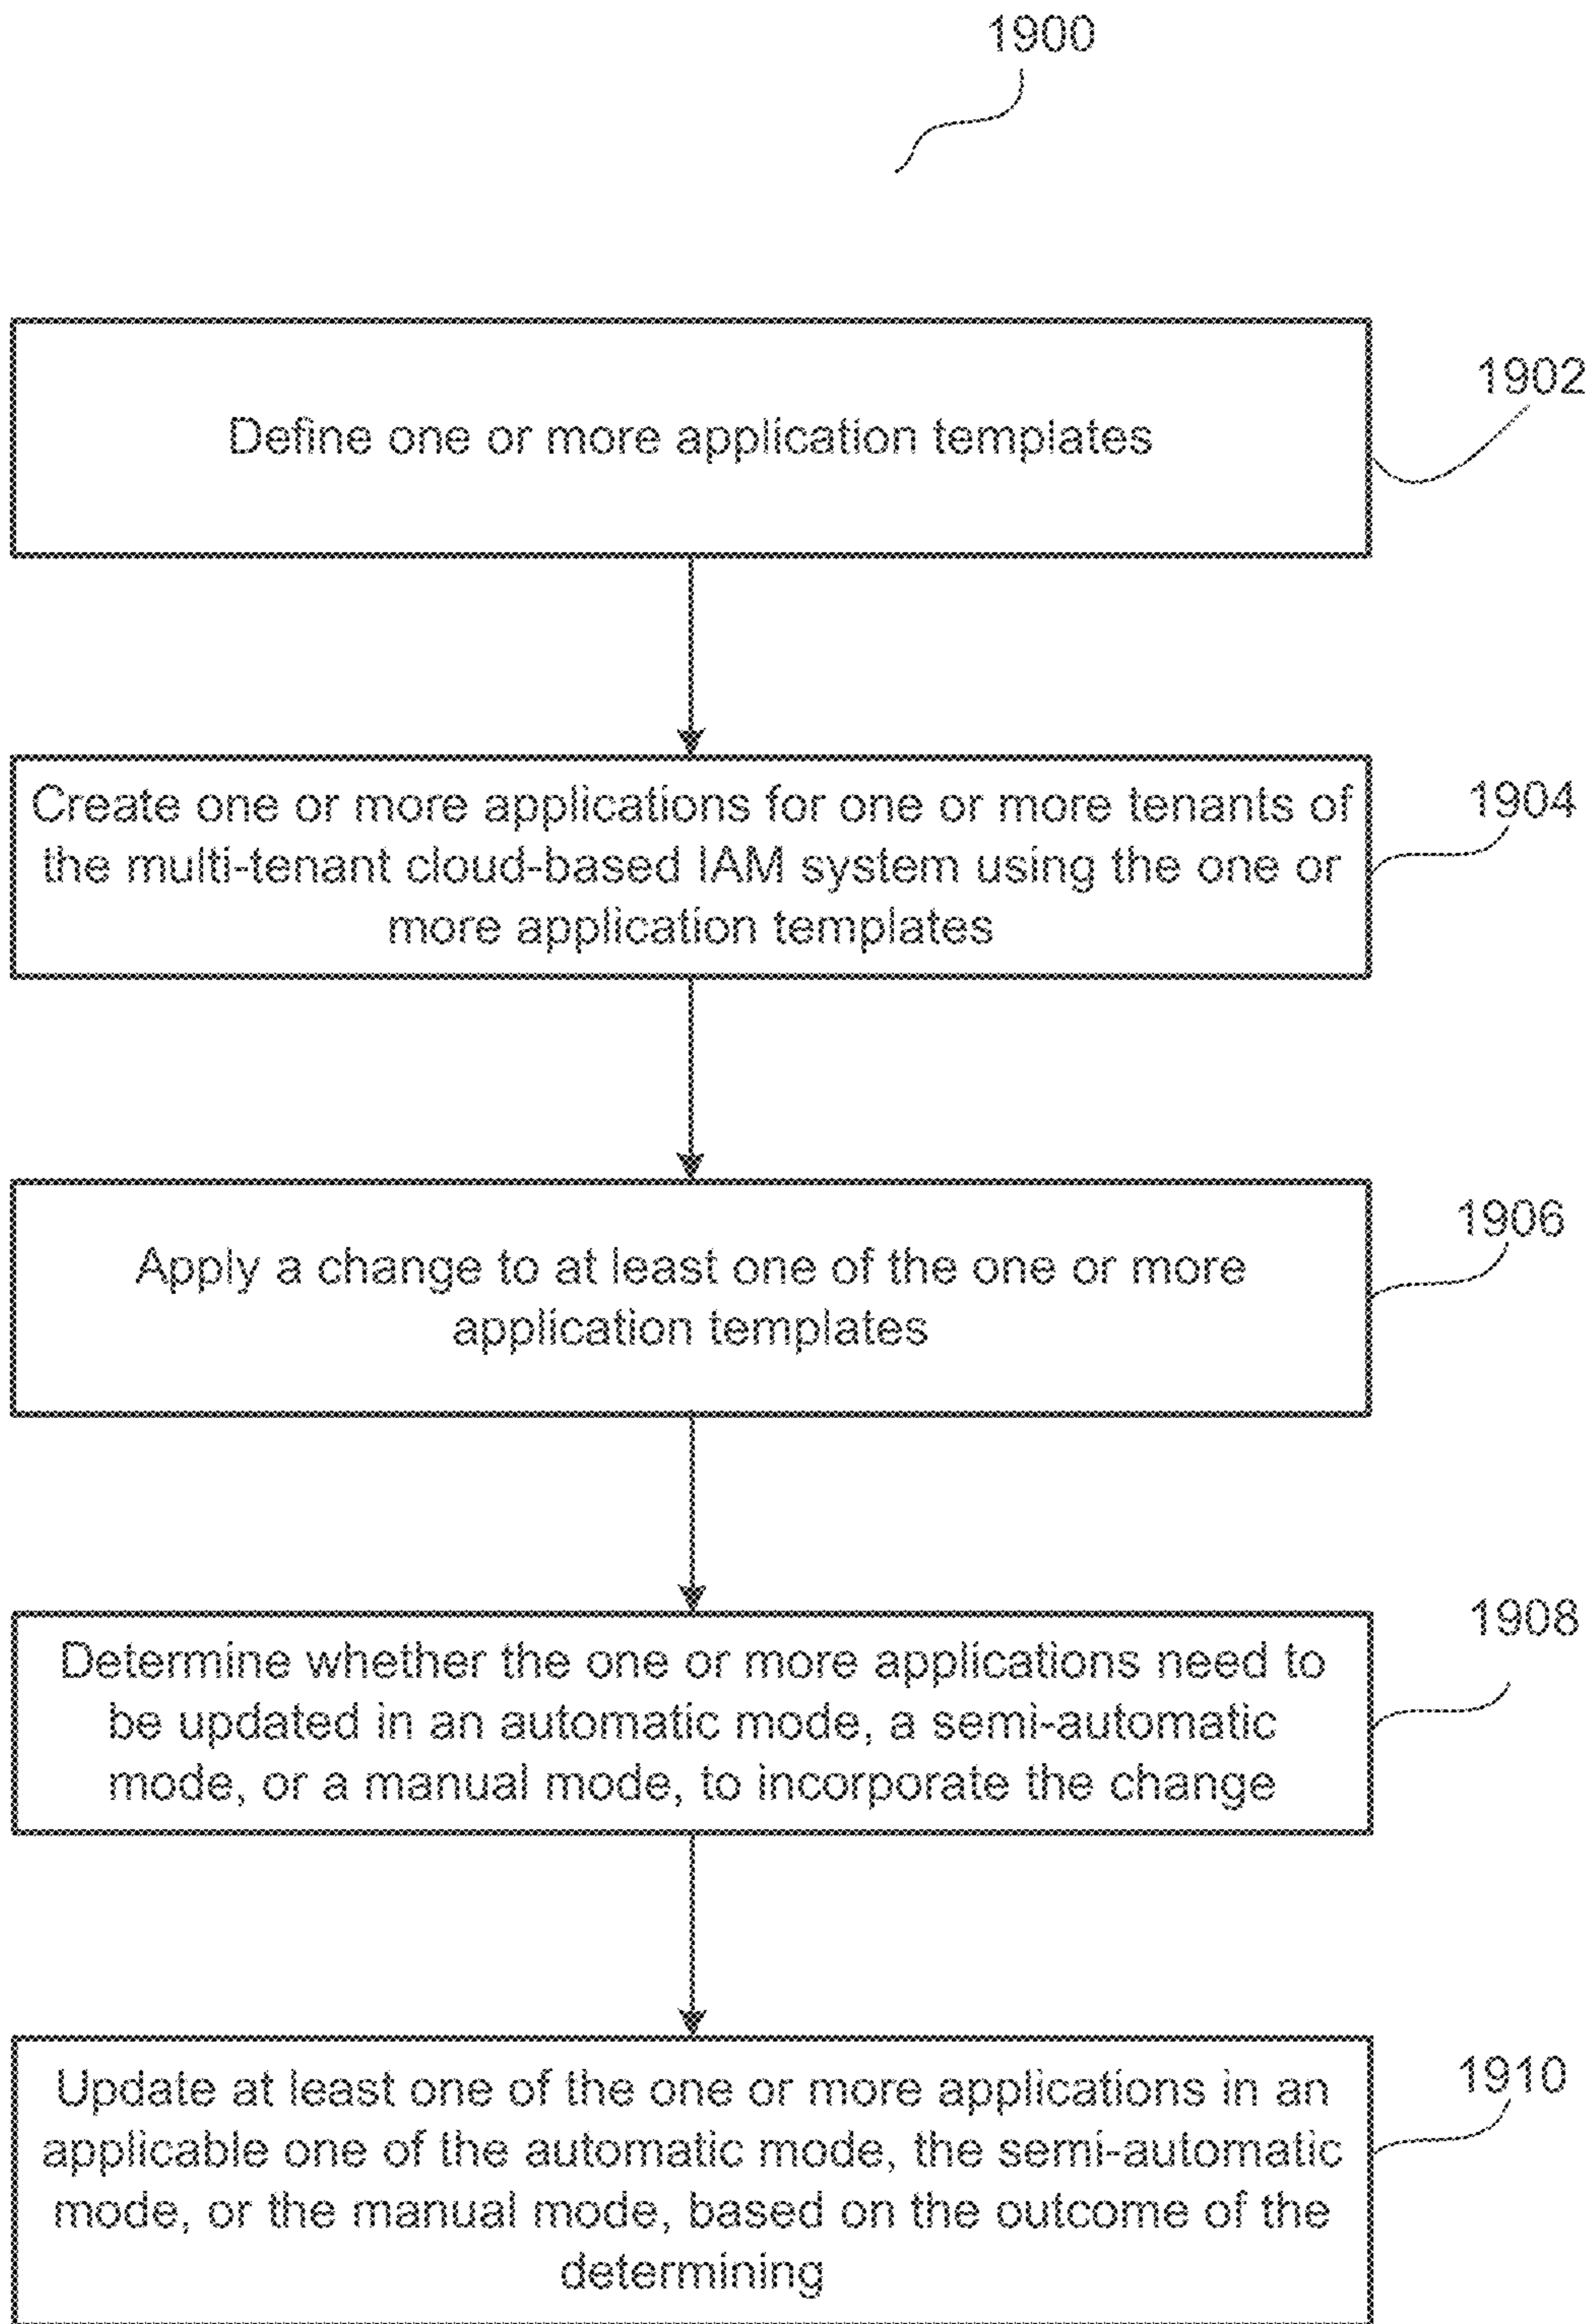 1900
Define one or more application templates
1902
Create one or more applications for one or more tenants of
the multi-tenant cloud-based IAM system using the one or
more application templates
1904
Apply a change to at least one of the one or more
application templates
1906
Determine whether the one or more applications need to
be updated in an automatic mode, a semi-automatic
mode, or a manual mode, to incorporate the change
1908
Update at least one of the one or more applications in an
applicable one of the automatic mode, the semi-automatic
mode, or the manual mode, based on the outcome of the
determining
1910